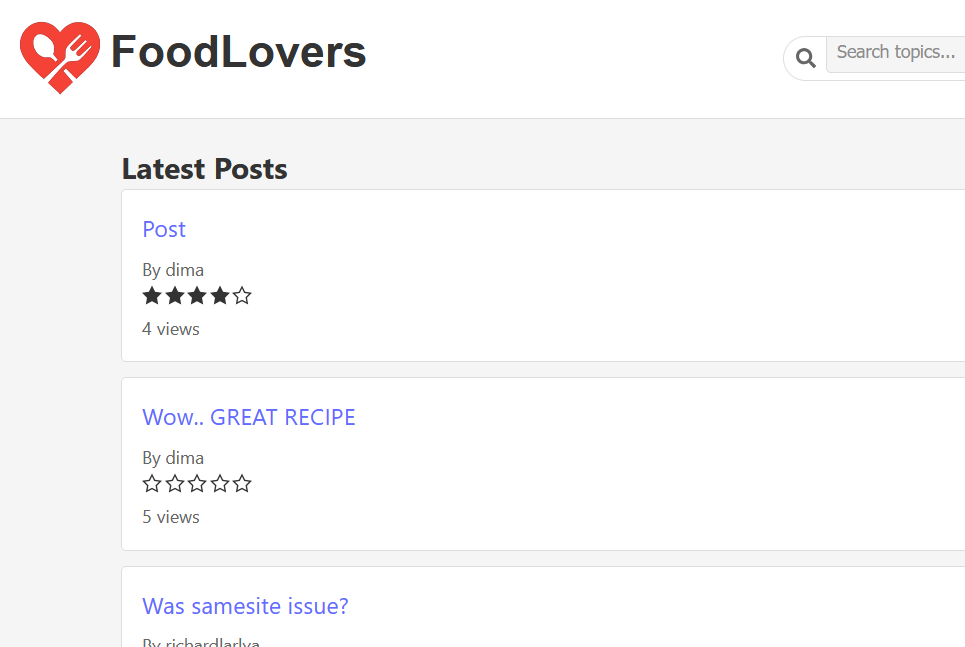 FoodLovers
Search topics...
Latest Posts
Post
By dima
4 views
Wow.. GREAT RECIPE
By dima
5 views
Was samesite issue?
By